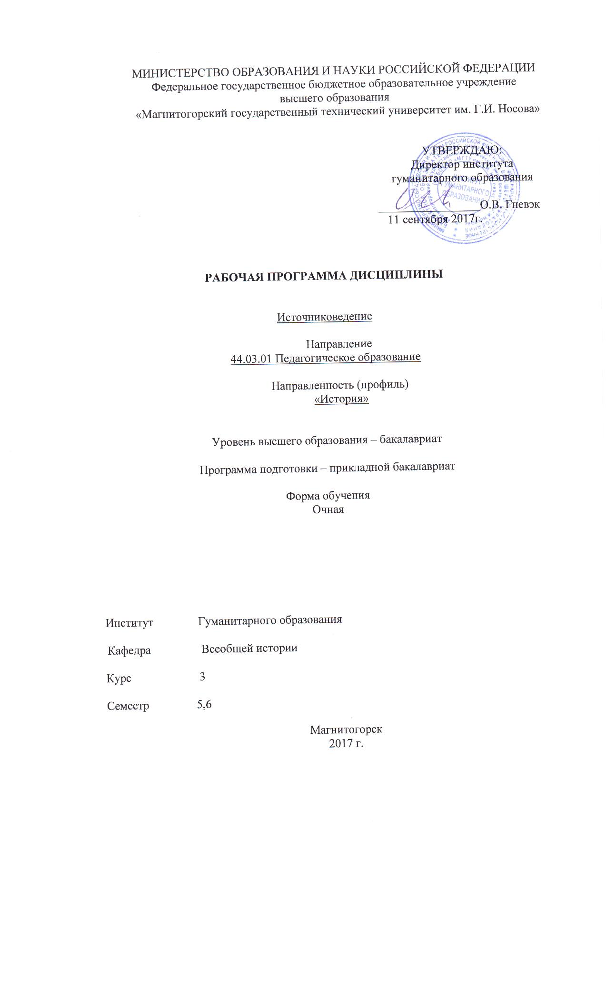 МИНИСТЕРСТВО ОБРАЗОВАНИЯ И НАУКИ РОССИЙСКОЙ ФЕДЕРАЦИИ
Федеральное государственное бюджетное образовательное учреждение
высшего образования
«Магнитогорский государственный технический университет им. Г.И. Носова»
УТВЕРЖДАЮ:
Директор института
гуманитарного образования
О.В. Гневэк
11 сентября 2017г.
ИНСТИТУТ
ГУМАНИТАРНОГО
ОБРАЗОВАНИЯ
РАБОЧАЯ ПРОГРАММА ДИСЦИПЛИНЫ
Источниковедение
Направление
44.03.01 Педагогическое образование
Направленность (профиль)
«История»
Уровень высшего образования – бакалавриат
Программа подготовки – прикладной бакалавриат
Форма обучения
Очная
Институт Гуманитарного образования
Кафедра Всеобщей истории
Курс 3
Семестр 5,6
Магнитогорск
2017 г.